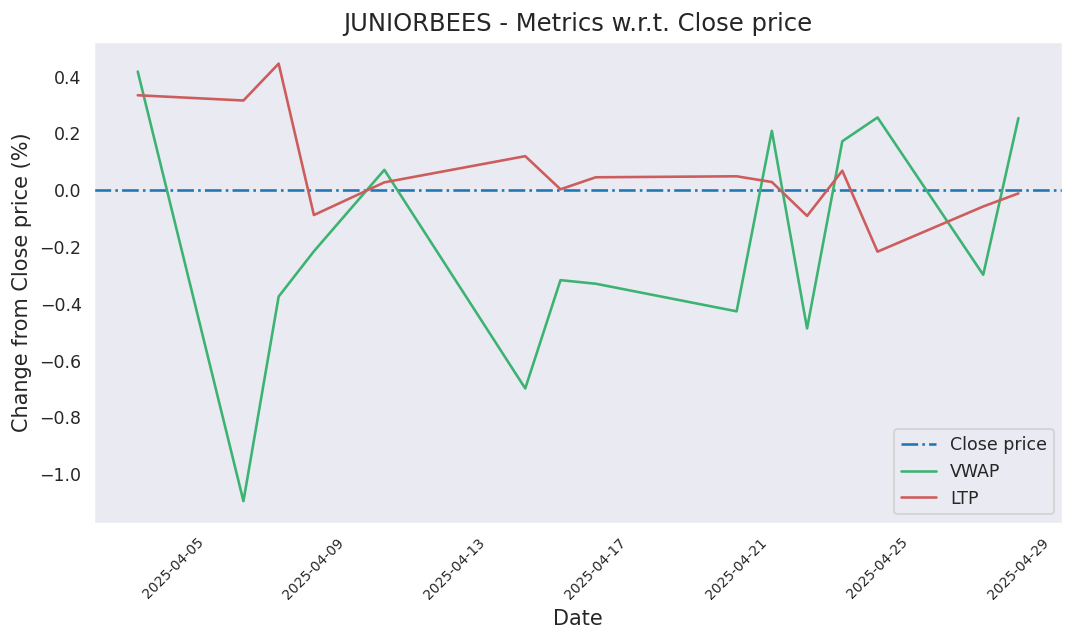 JUNIORBEES - Metrics w.r.t. Close price
Change from Close price (%)
0.4
0.2
0.0
−0.2
−0.4
−0.6
−0.8
−1.0
Close price
VWAP
LTP
2025-04-05
2025-04-09
2025-04-13
2025-04-17
2025-04-21
2025-04-25
2025-04-29
Date